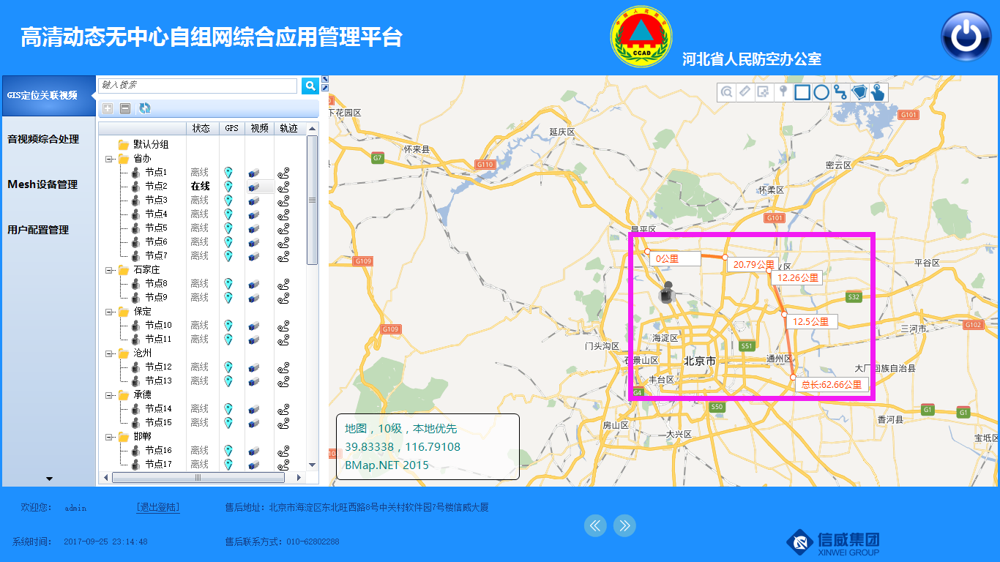 高清动态无中心自组网综合应用管理平台
中国人民防空
CCAD
河北省人民防空办公室
GIS定位关联视频
音视频综合处理
Mesh设备管理
用户配置管理
键入搜索
状态 GPS 视频 轨迹
默认分组
省办
节点1 离线
节点2 在线
节点3 离线
节点4 离线
节点5 离线
节点6 离线
节点7 离线
石家庄
节点8 离线
节点9 离线
保定
节点10 离线
节点11 离线
沧州
节点12 离线
节点13 离线
承德
节点14 离线
节点15 离线
邯郸
节点16 离线
节点17 离线
下花园区
延庆区
G101
怀来县
G7
G110
密云区
怀柔区
G101
昌平区
0公里
20.79公里
义区
12.26公里
G109
平谷区
S32
12.5公里
G102
三河市
G109
海淀区
门头沟区
S51
石景山区
北京市
通州区
大厂回族自治县
丰台区
总长:62.66公里
G4
S50
G1
G1
香河县
房山区
大兴区
宝坻区
地图，10级，本地优先
39.83338，116.79108
BMap.NET 2015
欢迎您： admin [退出登陆] 售后地址：北京市海淀区东北旺西路8号中关村软件园7号楼信威大厦
系统时间： 2017-09-25 23:14:48 售后联系方式：010-62802288
信威集团
XINWEI GROUP